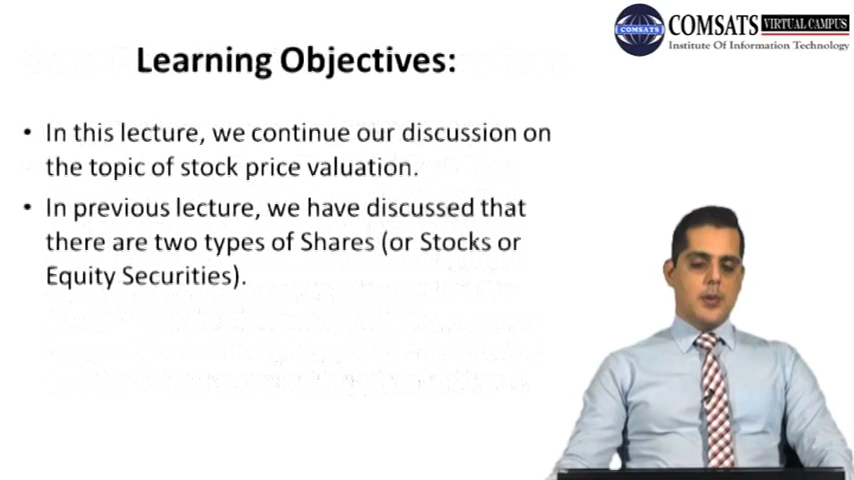 COMSATS VIRTUAL CAMPUS
COMSATS
Institute Of Information Technology
Learning Objectives:
• In this lecture, we continue our discussion on
the topic of stock price valuation.
• In previous lecture, we have discussed that
there are two types of Shares (or Stocks or
Equity Securities).